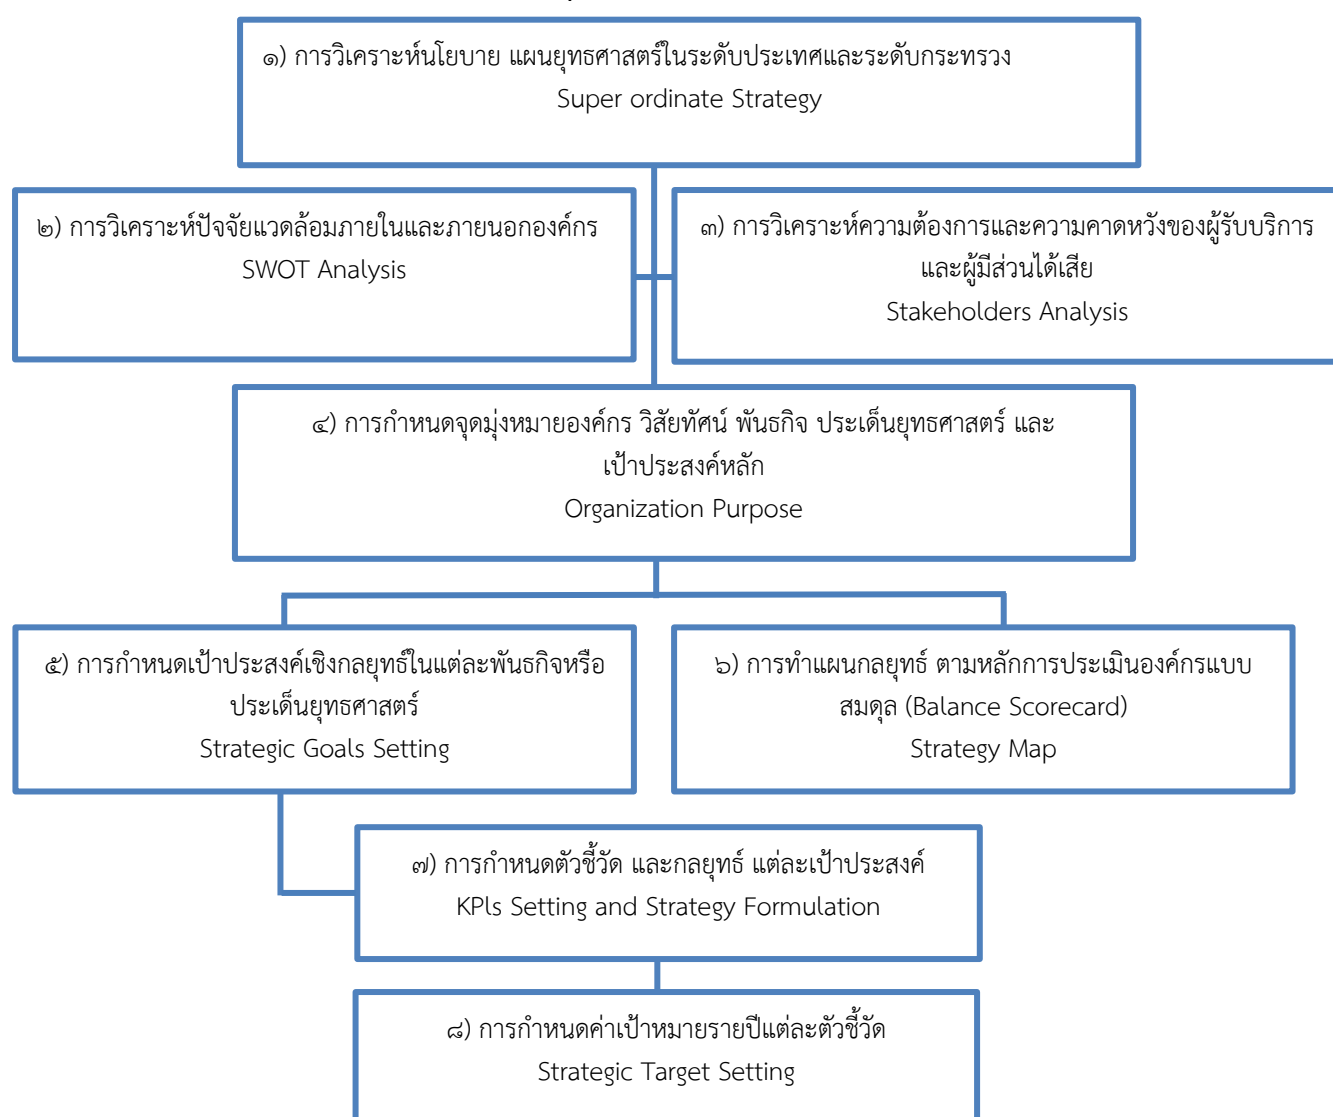 ๑) การวิเคราะห์นโยบาย แผนยุทธศาสตร์ในระดับประเทศและระดับกระทรวง
Super ordinate Strategy
๒) การวิเคราะห์ปัจจัยแวดล้อมภายในและภายนอกองค์กร
SWOT Analysis
๓) การวิเคราะห์ความต้องการและความคาดหวังของผู้รับบริการ
และผู้มีส่วนได้เสีย
Stakeholders Analysis
๔) การกำหนดจุดมุ่งหมายองค์กร วิสัยทัศน์ พันธกิจ ประเด็นยุทธศาสตร์ และ
เป้าประสงค์หลัก
Organization Purpose
๕) การกำหนดเป้าประสงค์เชิงกลยุทธ์ในแต่ละพันธกิจหรือ
ประเด็นยุทธศาสตร์
Strategic Goals Setting
๖) การทำแผนกลยุทธ์ ตามหลักการประเมินองค์กรแบบ
สมดุล (Balance Scorecard)
Strategy Map
๗) การกำหนดตัวชี้วัด และกลยุทธ์ แต่ละเป้าประสงค์
KPls Setting and Strategy Formulation
๘) การกำหนดค่าเป้าหมายรายปีแต่ละตัวชี้วัด
Strategic Target Setting